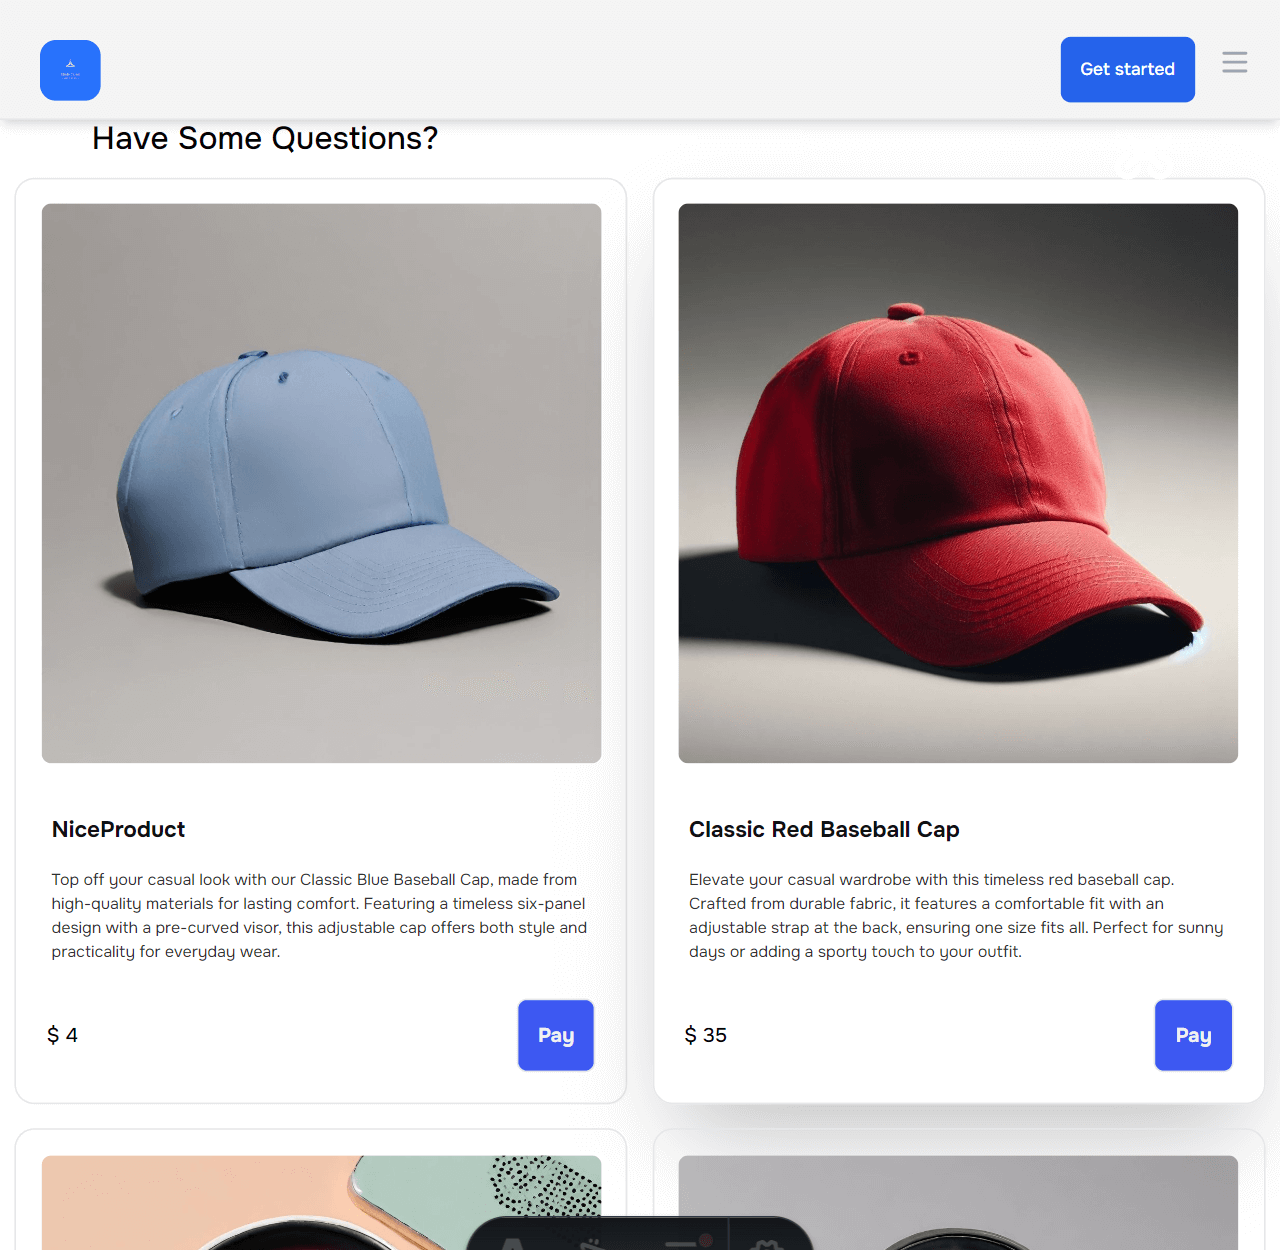 Get started
Have Some Questions?
NiceProduct
Top off your casual look with our Classic Blue Baseball Cap, made from
high-quality materials for lasting comfort. Featuring a timeless six-panel
design with a pre-curved visor, this adjustable cap offers both style and
practicality for everyday wear.
$ 4
Pay
Classic Red Baseball Cap
Elevate your casual wardrobe with this timeless red baseball cap.
Crafted from durable fabric, it features a comfortable fit with an
adjustable strap at the back, ensuring one size fits all. Perfect for sunny
days or adding a sporty touch to your outfit.
$ 35
Pay